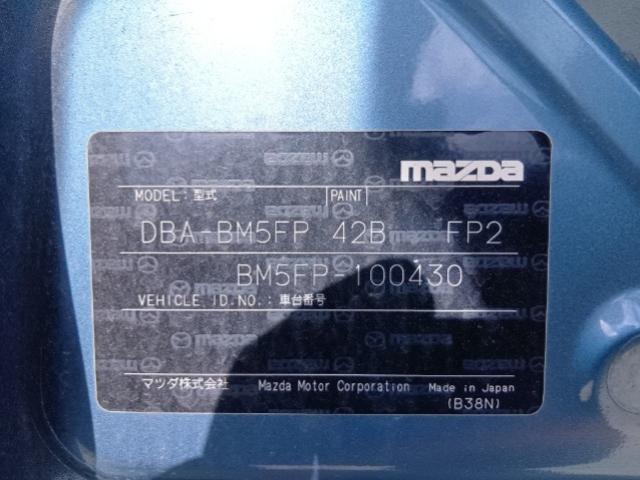 mazda
MODEL: 型式 PAINT
DBA-BM5FP 42B FP2
BM5FP-100430
VEHICLE ID.NO.: 車台番号
マツダ株式会社 Mazda Motor Corporation Made in Japan
(B38N)